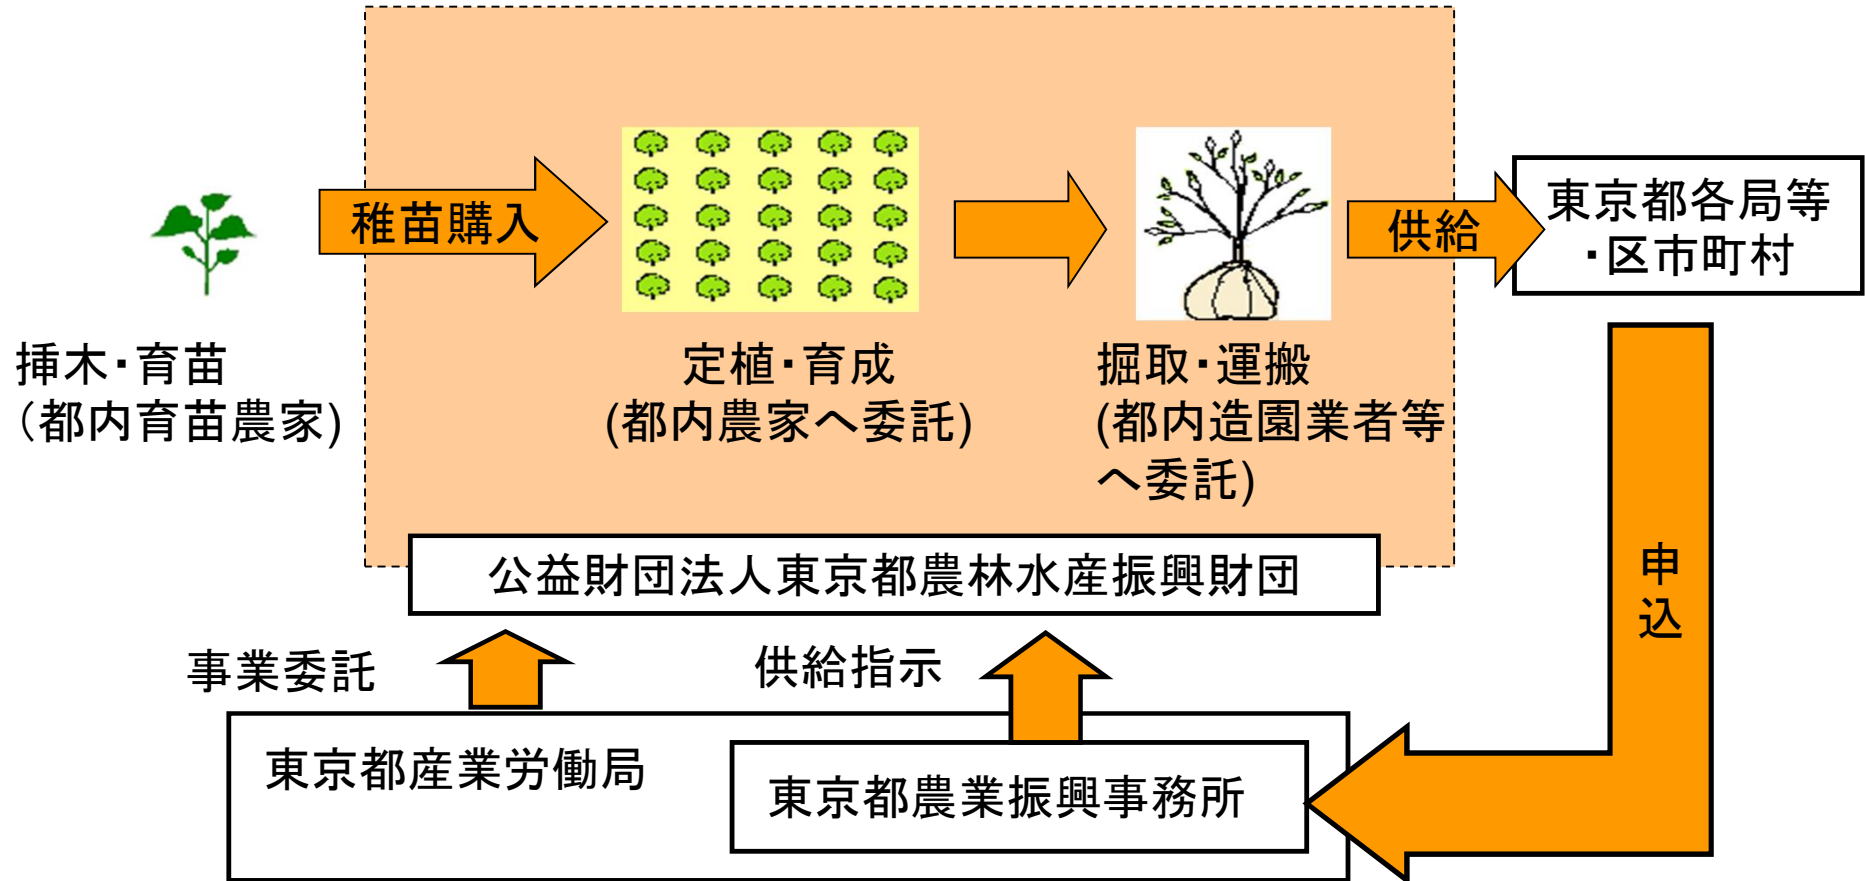 稚苗購入
供給
東京都各局等
・区市町村
挿木・育苗
（都内育苗農家)
定植・育成
(都内農家へ委託)
掘取・運搬
(都内造園業者等
へ委託)
公益財団法人東京都農林水産振興財団
申
込
事業委託
供給指示
東京都産業労働局
東京都農業振興事務所